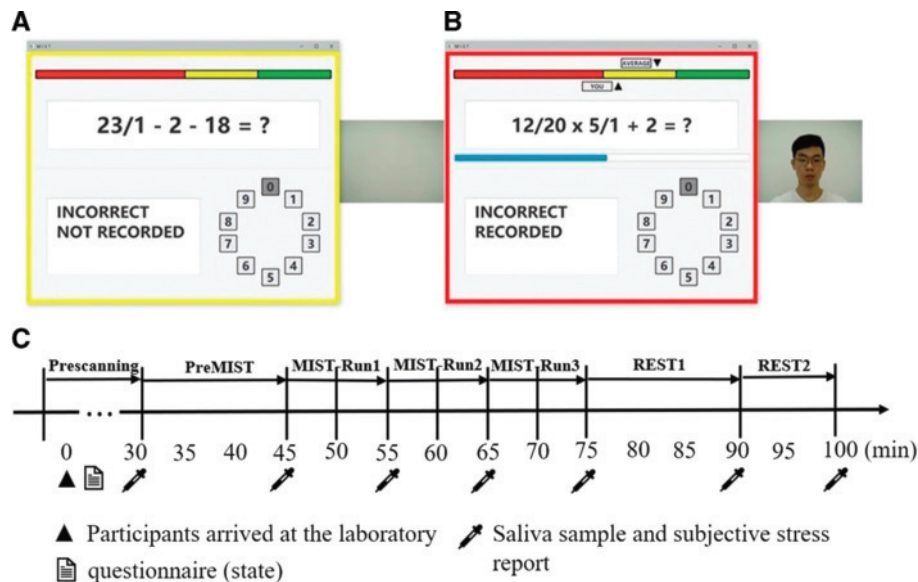 A
B
MIST
MIST
AVERAGE
YOU
23/1 - 2 - 18 = ?
12/20 x 5/1 + 2 = ?
INCORRECT
NOT RECORDED
0
1
2
3
4
5
6
7
8
9
INCORRECT
RECORDED
0
1
2
3
4
5
6
7
8
9
C
Prescanning
PreMIST
MIST-Run1
MIST-Run2
MIST-Run3
REST1
REST2
...
0 30 35 40 45 50 55 60 65 70 75 80 85 90 95 100 (min)
Participants arrived at the laboratory
questionnaire (state)
Saliva sample and subjective stress
report